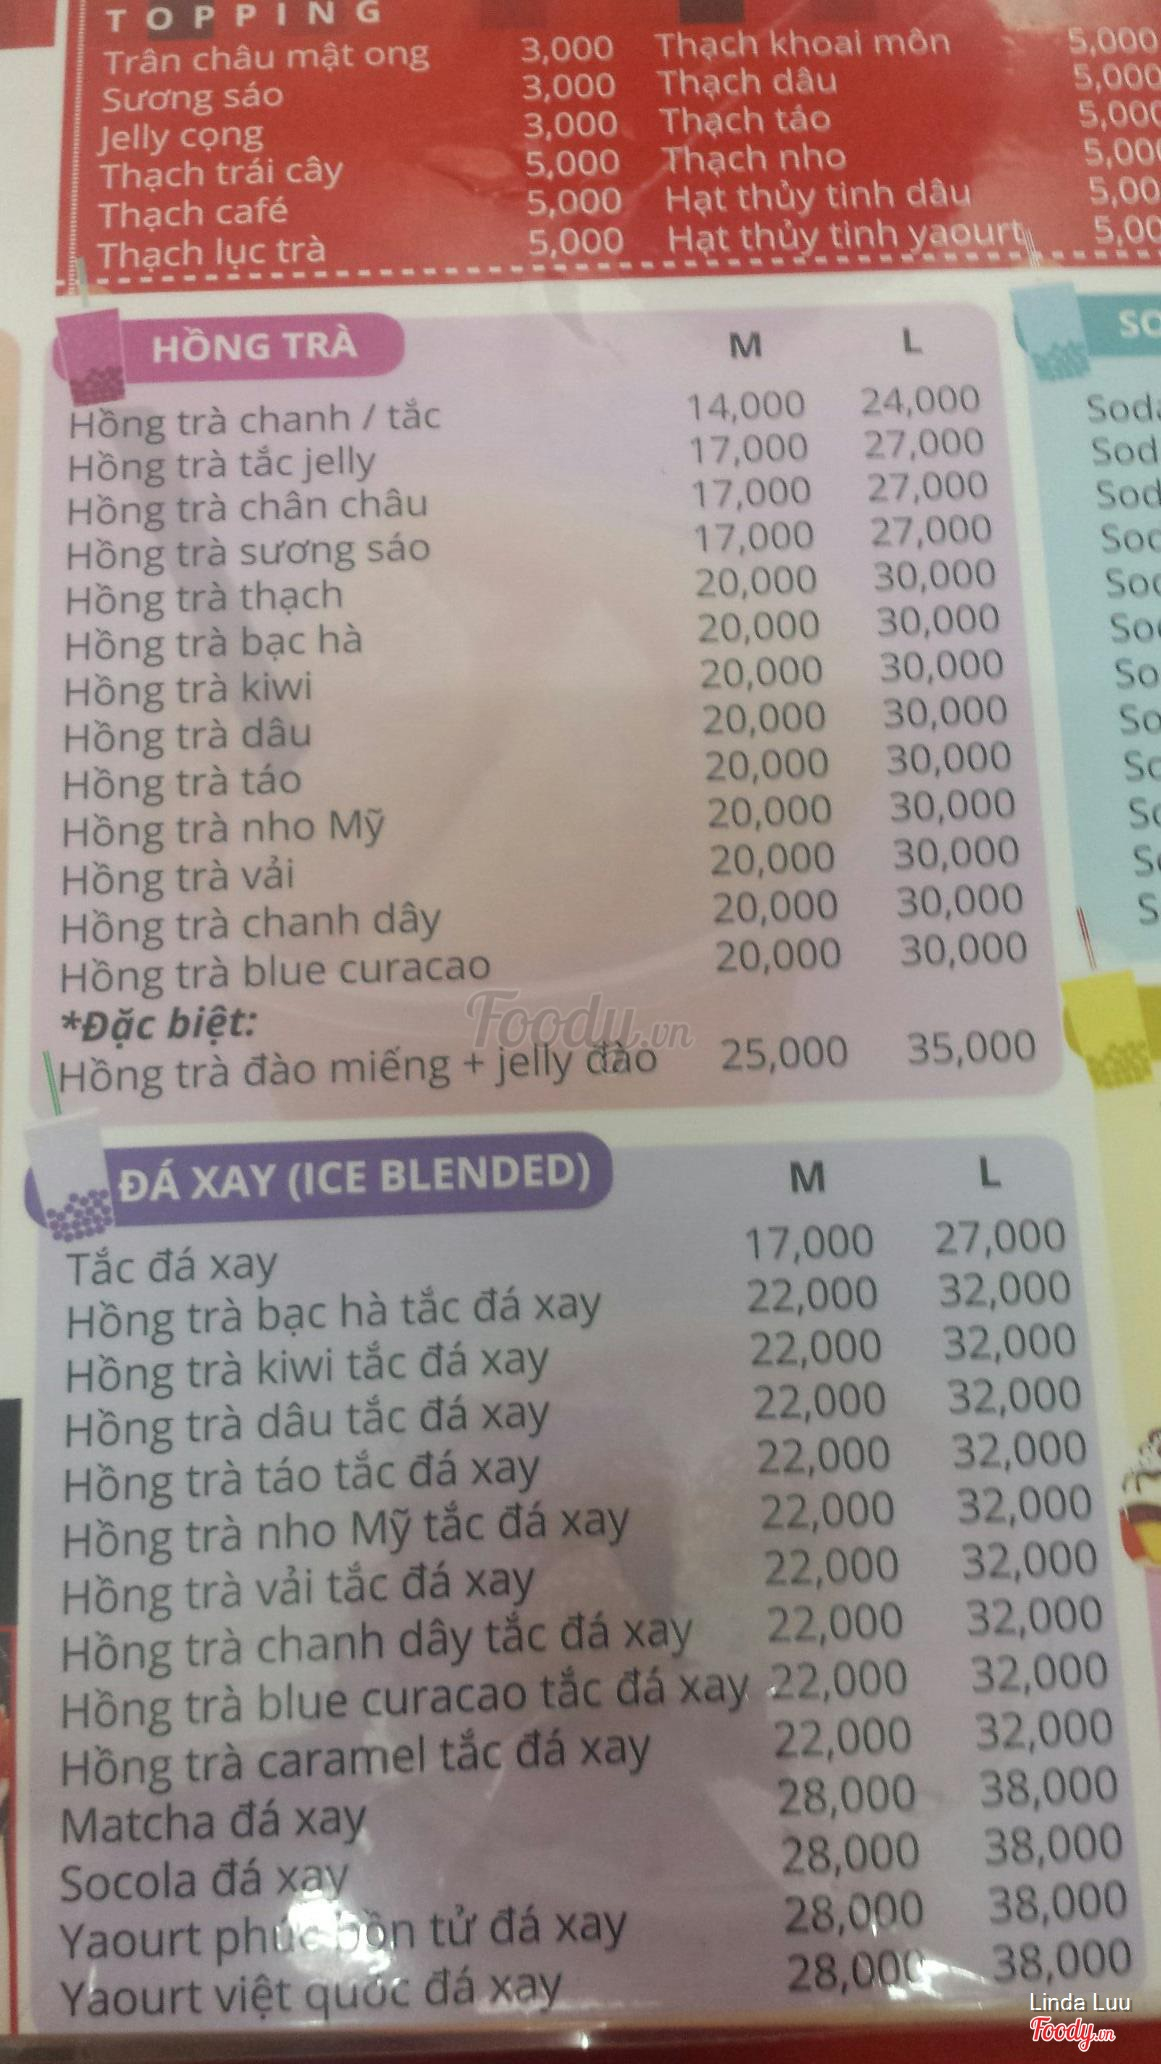 TOPPING
Trân châu mật ong 3,000 Thạch khoai môn 5,000
Sương sáo 3,000 Thạch dâu 5,000
Jelly cọng 3,000 Thạch táo 5,000
Thạch trái cây 5,000 Thạch nho 5,000
Thạch café 5,000 Hạt thủy tinh dâu 5,00
Thạch lục trà 5,000 Hạt thủy tinh yaourt 5,00
HỒNG TRÀ M L
Hồng trà chanh / tắc 14,000 24,000
Hồng trà tắc jelly 17,000 27,000
Hồng trà chân châu 17,000 27,000
Hồng trà sương sáo 17,000 27,000
Hồng trà thạch 20,000 30,000
Hồng trà bạc hà 20,000 30,000
Hồng trà kiwi 20,000 30,000
Hồng trà dâu 20,000 30,000
Hồng trà táo 20,000 30,000
Hồng trà nho Mỹ 20,000 30,000
Hồng trà vải 20,000 30,000
Hồng trà chanh dây 20,000 30,000
Hồng trà blue curacao 20,000 30,000
*Đặc biệt:
Hồng trà đào miếng + jelly đào 25,000 35,000
Foody.vn
ĐÁ XAY (ICE BLENDED) M L
Tắc đá xay 17,000 27,000
Hồng trà bạc hà tắc đá xay 22,000 32,000
Hồng trà kiwi tắc đá xay 22,000 32,000
Hồng trà dâu tắc đá xay 22,000 32,000
Hồng trà táo tắc đá xay 22,000 32,000
Hồng trà nho Mỹ tắc đá xay 22,000 32,000
Hồng trà vải tắc đá xay 22,000 32,000
Hồng trà chanh dây tắc đá xay 22,000 32,000
Hồng trà blue curacao tắc đá xay 22,000 32,000
Hồng trà caramel tắc đá xay 22,000 32,000
Matcha đá xay 28,000 38,000
Socola đá xay 28,000 38,000
Yaourt phúc bồn tử đá xay 28,000 38,000
Yaourt việt quốc đá xay 28,000 38,000
Linda Luu
Foody.vn